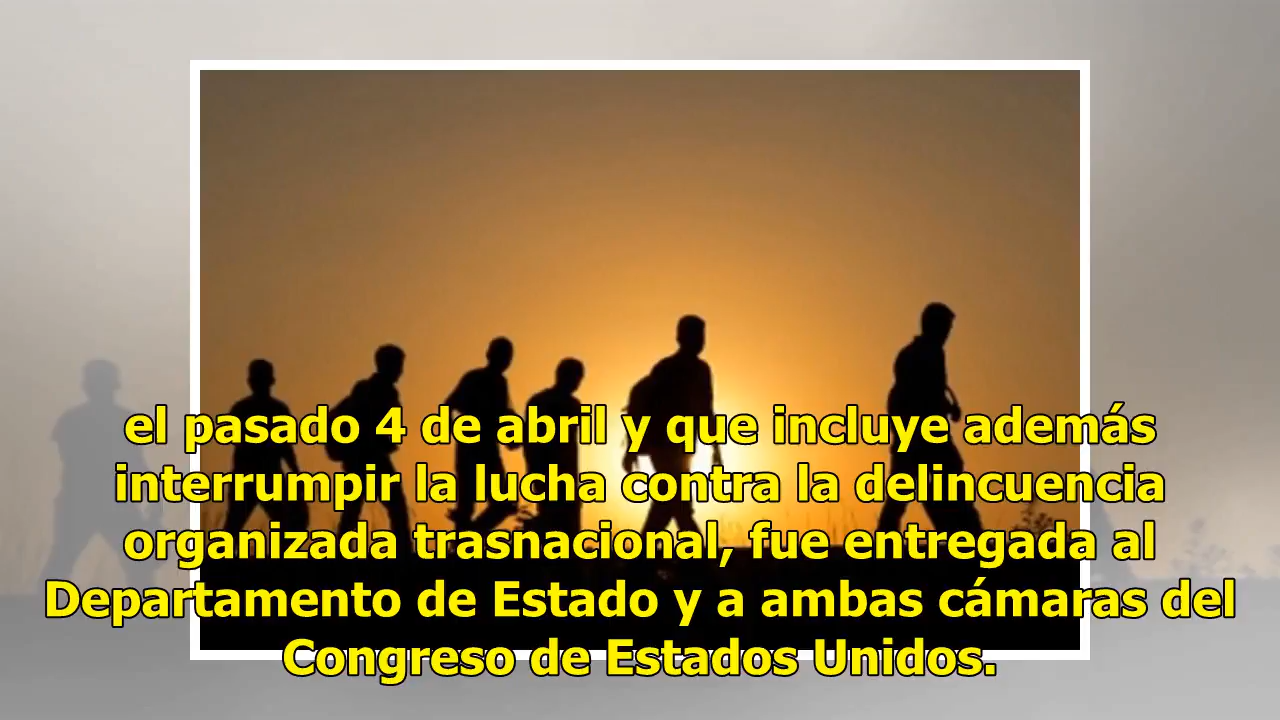 el pasado 4 de abril y que incluye además
interrumpir la lucha contra la delincuencia
organizada trasnacional, fue entregada al
Departamento de Estado y a ambas cámaras del
Congreso de Estados Unidos.